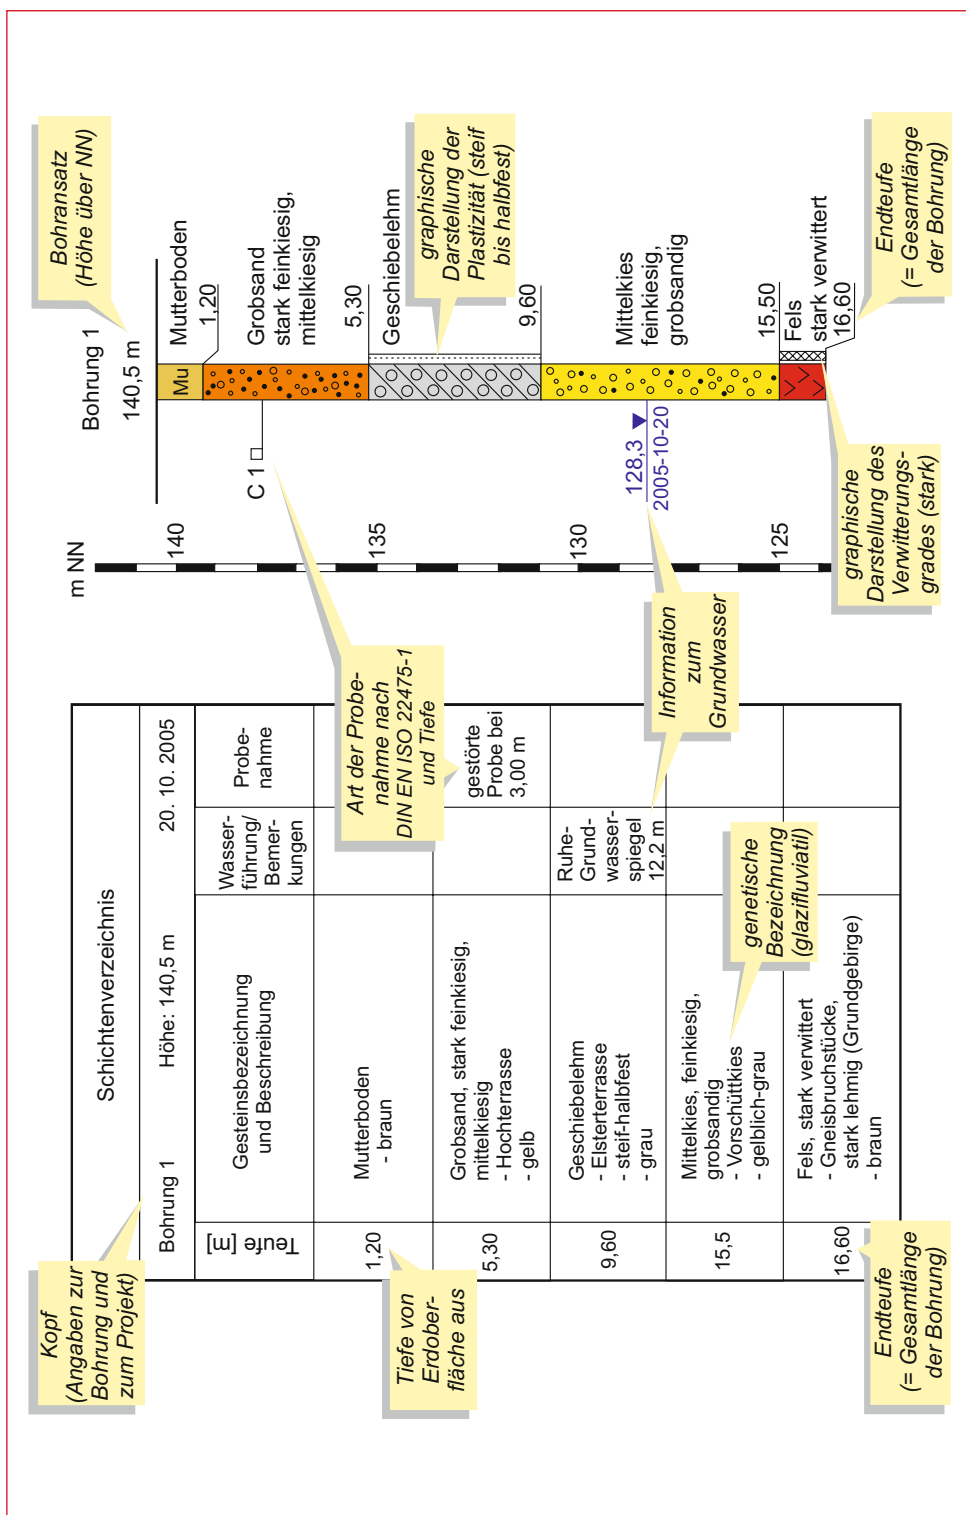 Kopf
(Angaben zur
Bohrung und
zum Projekt)
Schichtenverzeichnis
Bohrung 1 Höhe: 140,5 m 20. 10. 2005
Teufe [m]
Gesteinsbezeichnung
und Beschreibung
Wasser-
führung/
Bemer-
kungen
Probe-
nahme
1,20
Mutterboden
- braun
5,30
Grobsand, stark feinkiesig,
mittelkiesig
- Hochterrasse
- gelb
gestörte
Probe bei
3,00 m
9,60
Geschiebelehm
- Elsterterrasse
- steif-halbfest
- grau
Ruhe-
Grund-
wasser-
spiegel
12,2 m
15,5
Mittelkies, feinkiesig,
grobsandig
- Vorschüttkies
- gelblich-grau
16,60
Fels, stark verwittert
- Gneisbruchstücke,
stark lehmig (Grundgebirge)
- braun
Tiefe von
Erdober-
fläche aus
Endteufe
(= Gesamtlänge
der Bohrung)
genetische
Bezeichnung
(glazifluviatil)
Art der Probe-
nahme nach
DIN EN ISO 22475-1
und Tiefe
Information
zum
Grundwasser
m NN
140
135
130
125
Bohrung 1
140,5 m
Bohransatz
(Höhe über NN)
C 1
Mu
Mutterboden
1,20
Grobsand
stark feinkiesig,
mittelkiesig
5,30
Geschiebelehm
9,60
graphische
Darstellung der
Plastizität (steif
bis halbfest)
128,3
2005-10-20
Mittelkies
feinkiesig,
grobsandig
15,50
Fels
stark verwittert
16,60
graphische
Darstellung des
Verwitterungs-
grades (stark)
Endteufe
(= Gesamtlänge
der Bohrung)